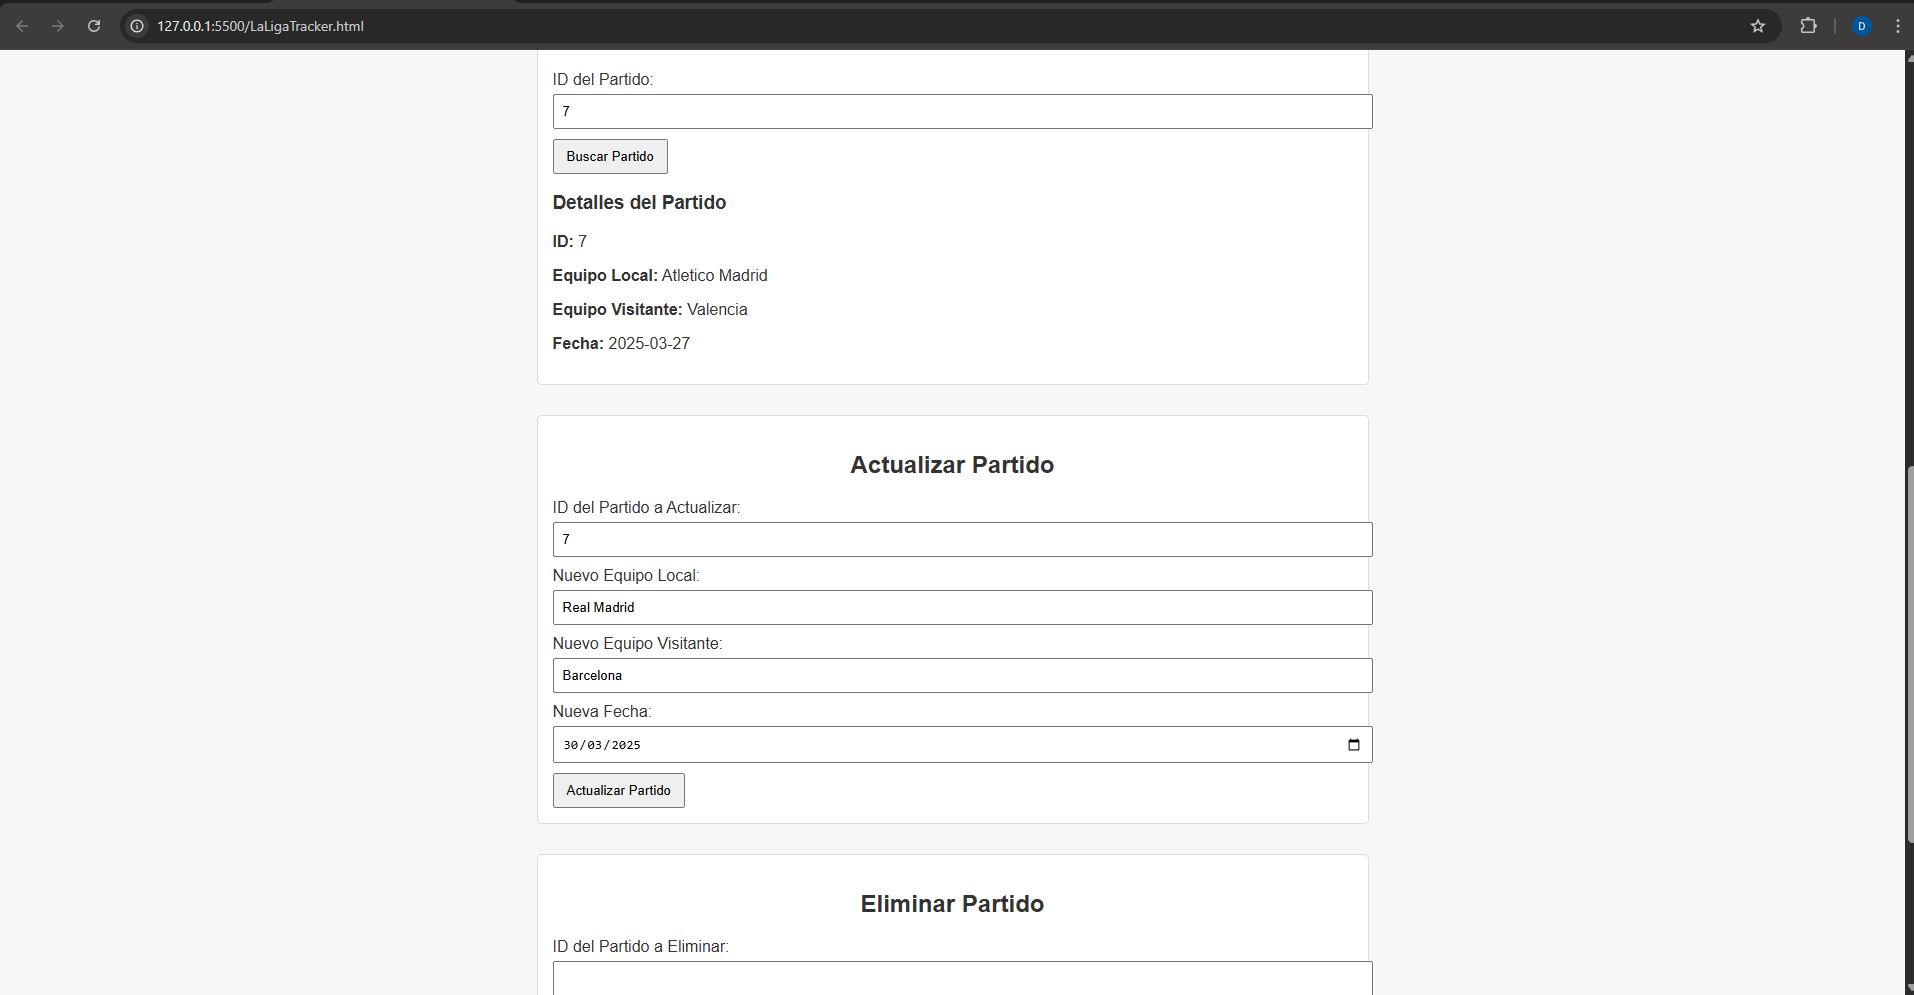 127.0.0.1:5500/LaLigaTracker.html
D
ID del Partido:
7
Buscar Partido
Detalles del Partido
ID: 7
Equipo Local: Atletico Madrid
Equipo Visitante: Valencia
Fecha: 2025-03-27
Actualizar Partido
ID del Partido a Actualizar:
7
Nuevo Equipo Local:
Real Madrid
Nuevo Equipo Visitante:
Barcelona
Nueva Fecha:
30/03/2025
Actualizar Partido
Eliminar Partido
ID del Partido a Eliminar: